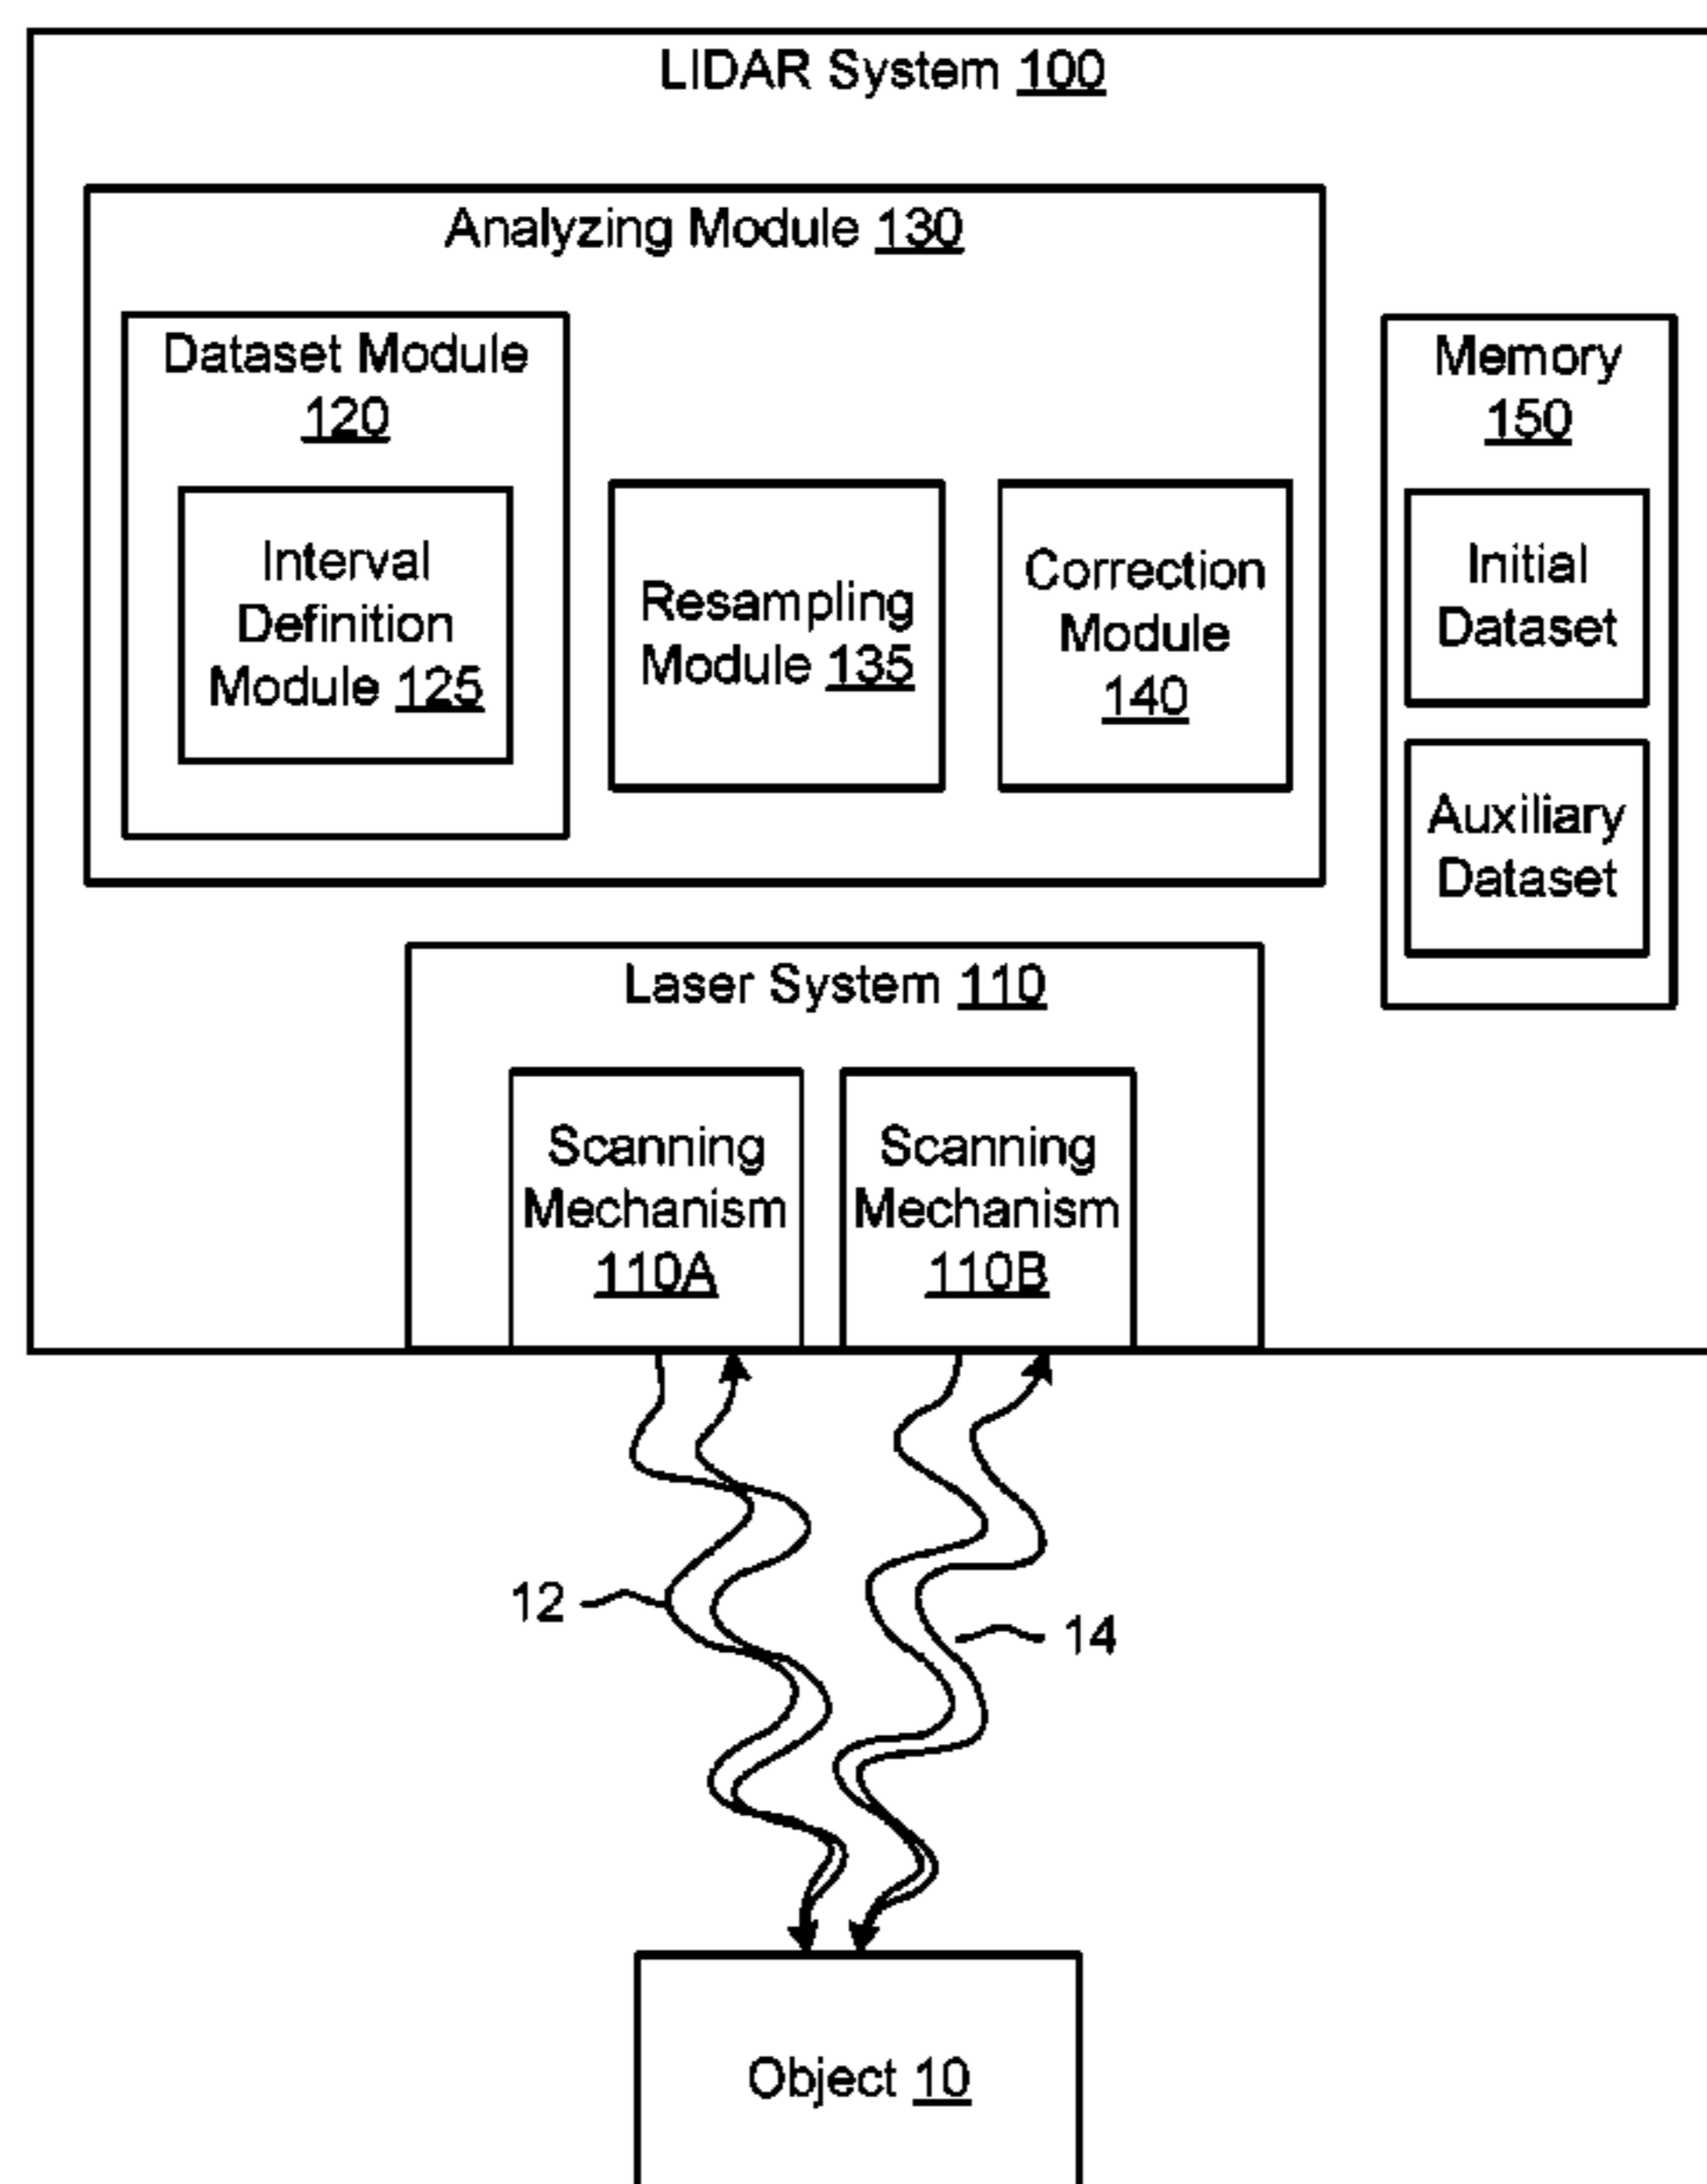 LIDAR System 100
Analyzing Module 130
Dataset Module
120
Interval
Definition
Module 125
Resampling
Module 135
Correction
Module
140
Memory
150
Initial
Dataset
Auxiliary
Dataset
Laser System 110
Scanning
Mechanism
110A
Scanning
Mechanism
110B
12
14
Object 10